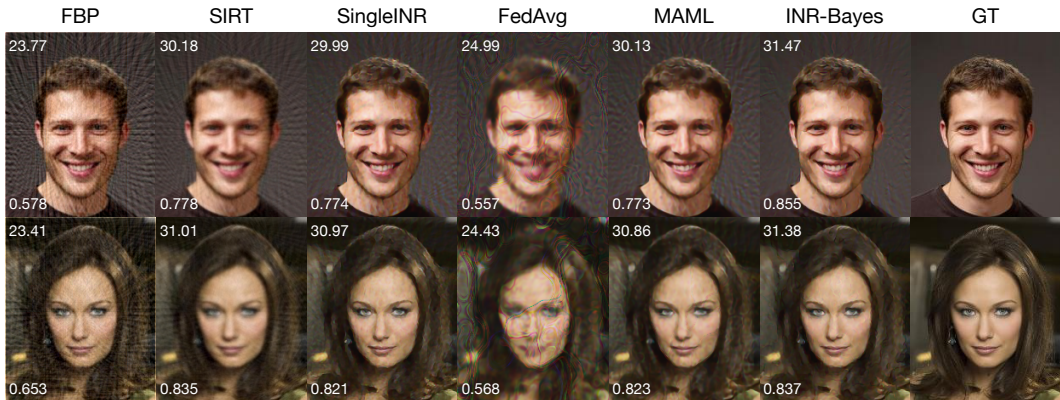 FBP SIRT SingleINR FedAvg MAML INR-Bayes GT
23.77 30.18 29.99 24.99 30.13 31.47
0.578 0.778 0.774 0.557 0.773 0.855
23.41 31.01 30.97 24.43 30.86 31.38
0.653 0.835 0.821 0.568 0.823 0.837